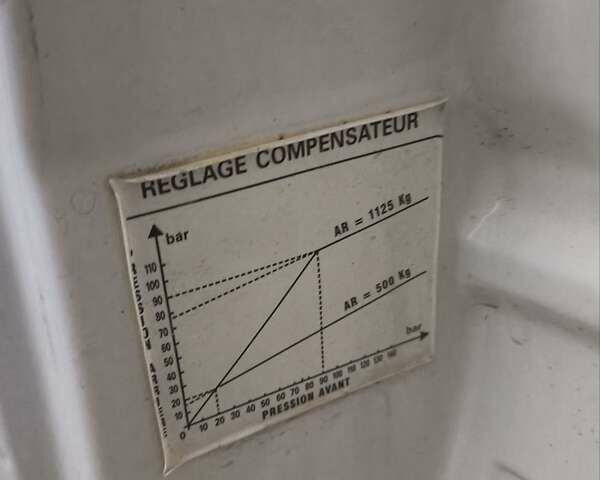 REGLAGE COMPENSATEUR
bar
AR = 1125 Kg
110
100
90
80
70
60
50
40
30
20
10
AR = 500 Kg
bar
0 10 20 30 40 50 60 70 80 90 100 110 120 130 140
PRESSION AVANT